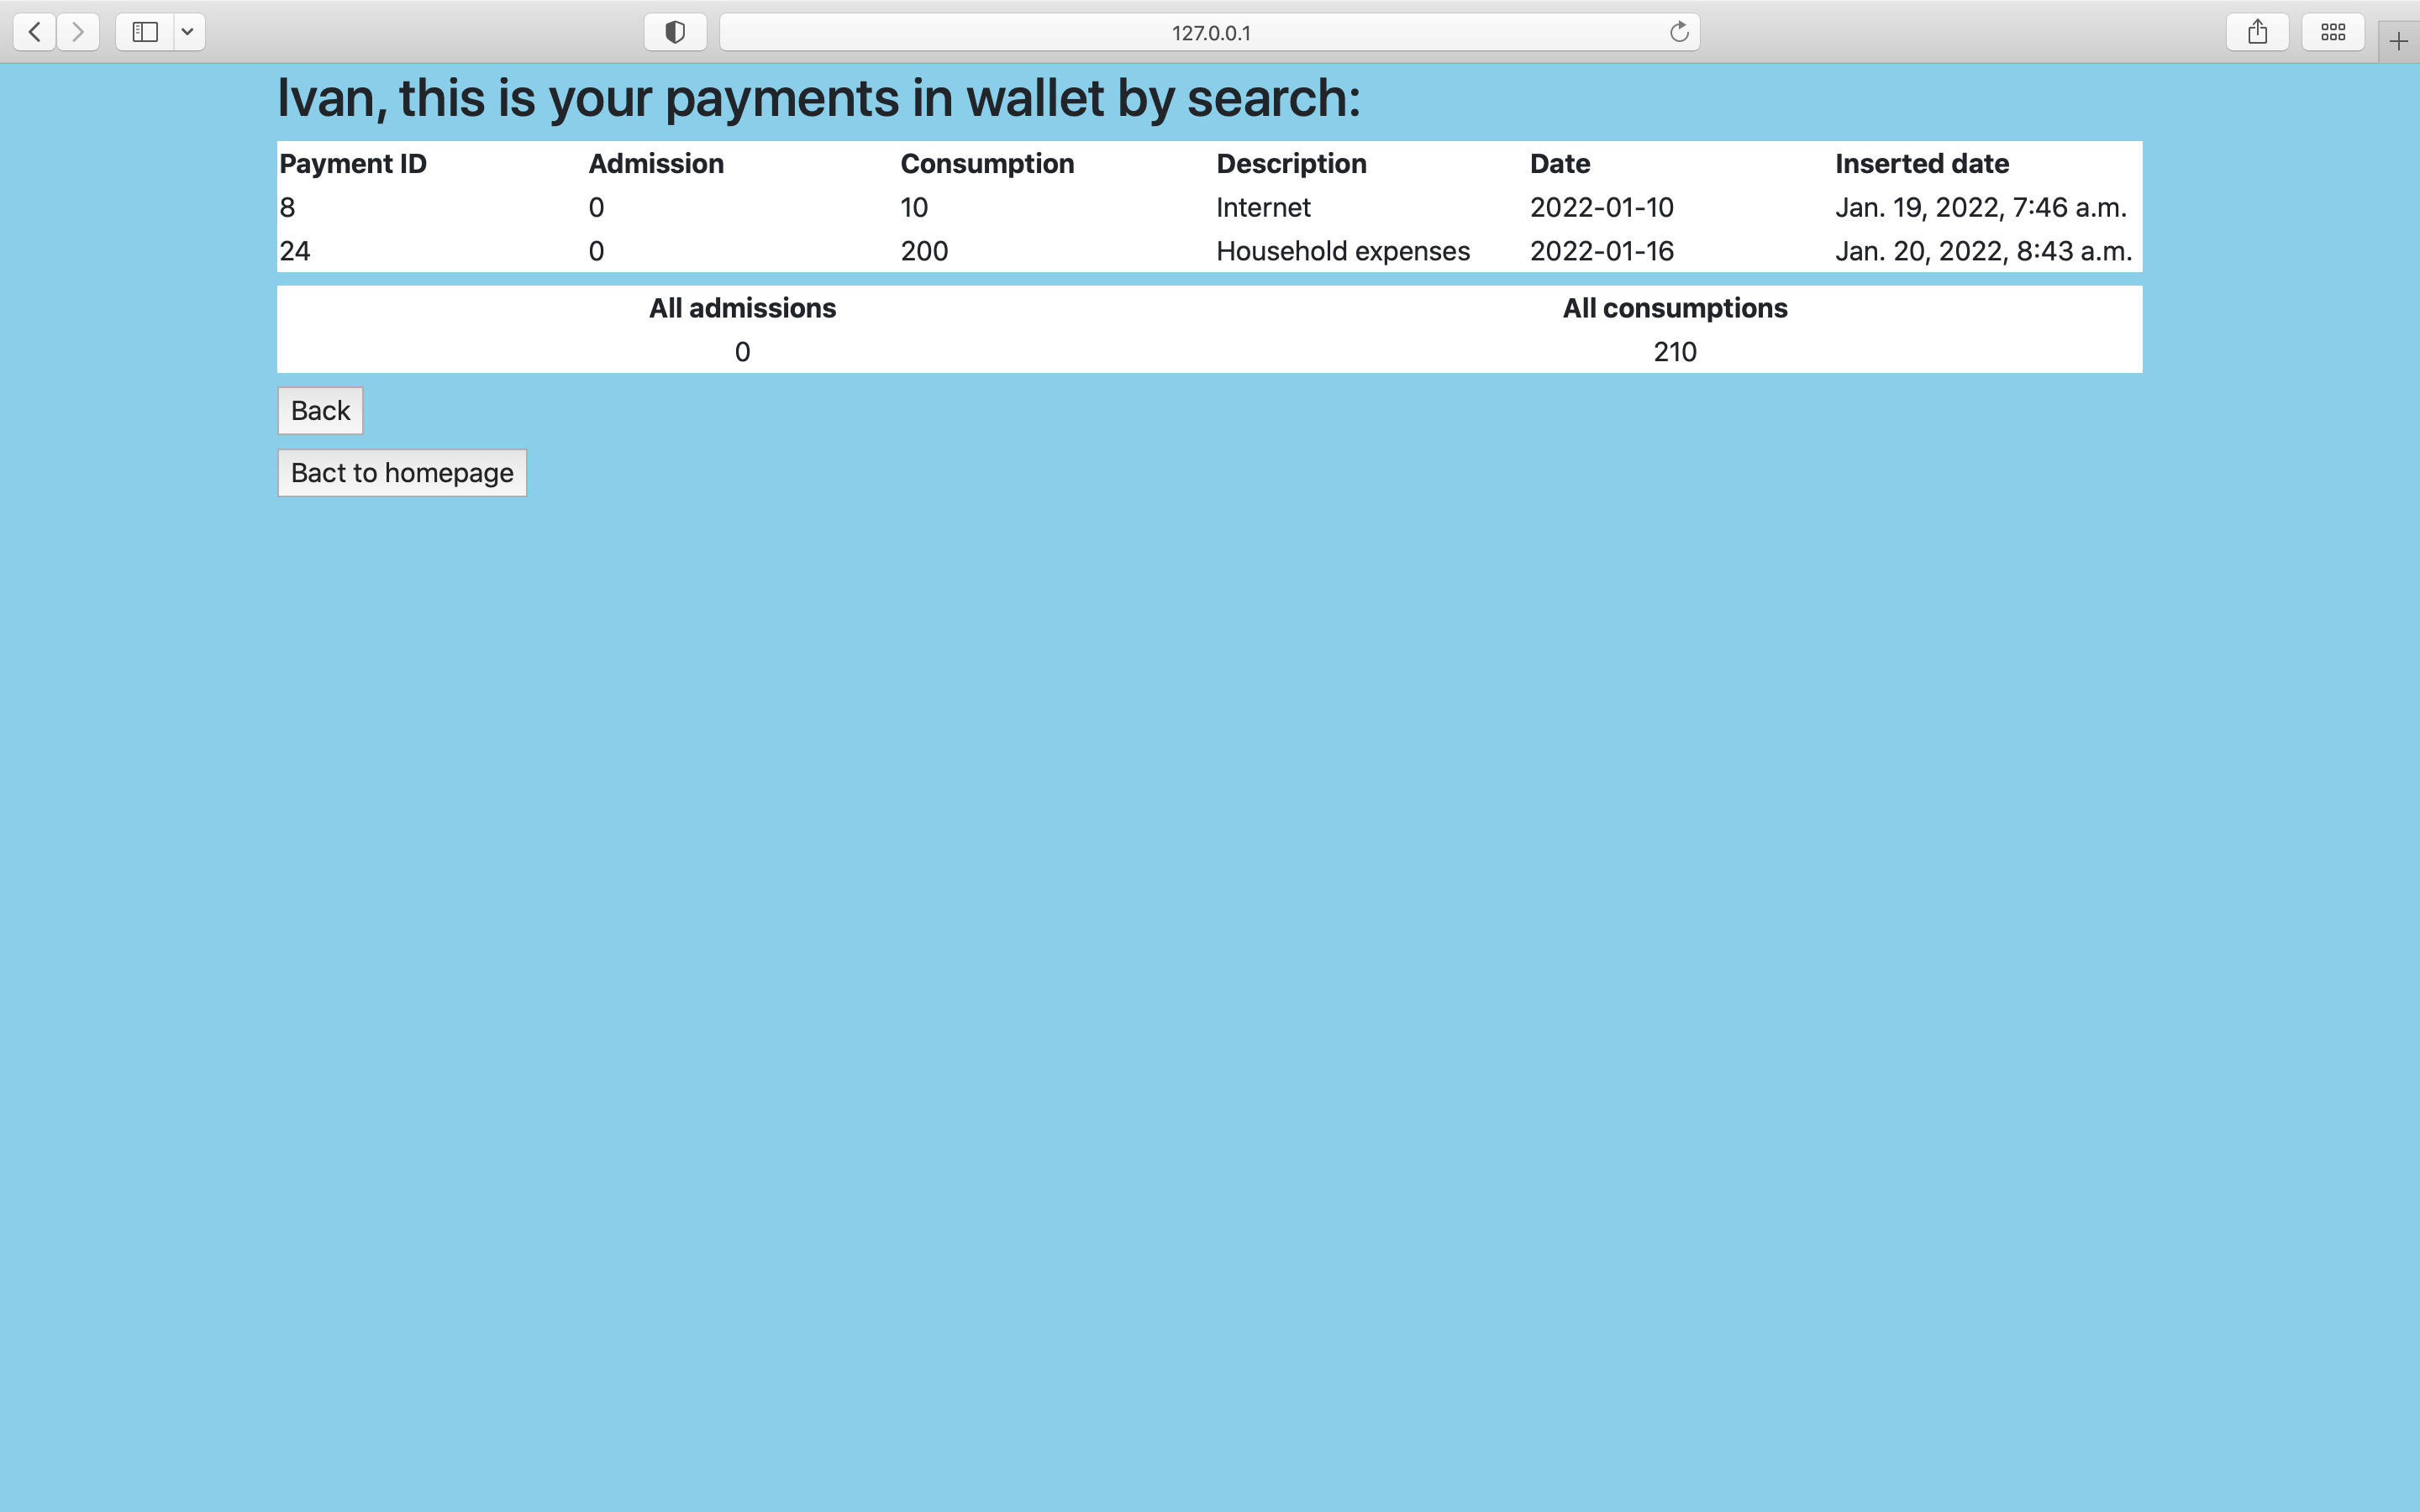 127.0.0.1
Ivan, this is your payments in wallet by search:
Payment ID Admission Consumption Description Date Inserted date
8 0 10 Internet 2022-01-10 Jan. 19, 2022, 7:46 a.m.
24 0 200 Household expenses 2022-01-16 Jan. 20, 2022, 8:43 a.m.
All admissions All consumptions
0 210
Back
Bact to homepage